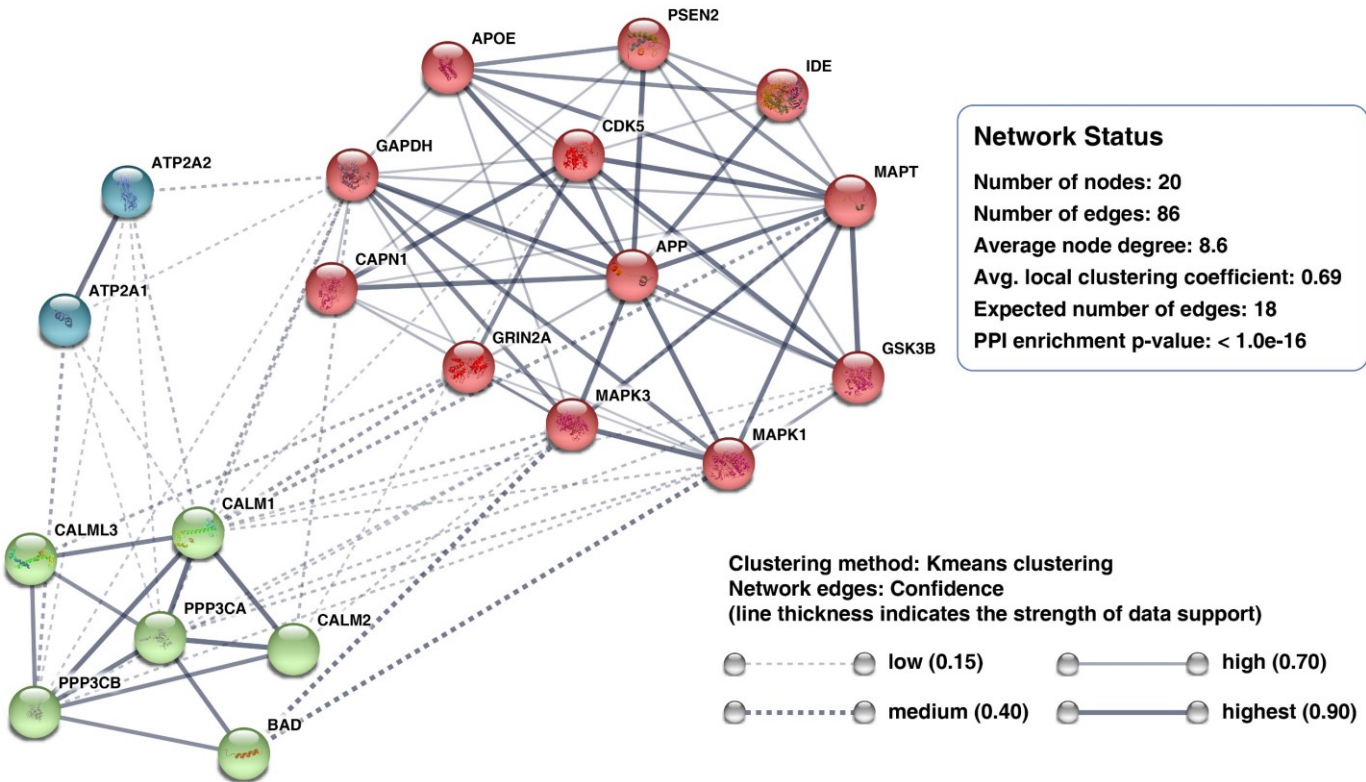 PSEN2
APOE
IDE
CDK5
GAPDH
ATP2A2
MAPT
APP
CAPN1
ATP2A1
GRIN2A
GSK3B
MAPK3
MAPK1
CALM1
CALML3
PPP3CA
CALM2
PPP3CB
BAD
Network Status
Number of nodes: 20
Number of edges: 86
Average node degree: 8.6
Avg. local clustering coefficient: 0.69
Expected number of edges: 18
PPI enrichment p-value: < 1.0e-16
Clustering method: Kmeans clustering
Network edges: Confidence
(line thickness indicates the strength of data support)
low (0.15)
high (0.70)
medium (0.40)
highest (0.90)